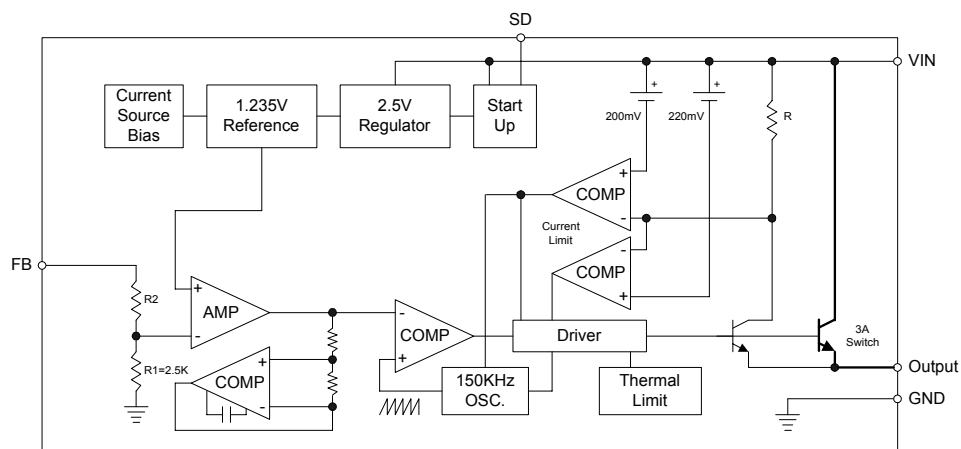 SD
VIN
Current
Source
Bias
1.235V
Reference
2.5V
Regulator
Start
Up
+
200mV
+
220mV
R
+
COMP
-
Current
Limit
-
COMP
+
FB
R2
+
AMP
-
R1=2.5K
+
COMP
-
-
COMP
+
Driver
150KHz
OSC.
Thermal
Limit
3A
Switch
Output
GND